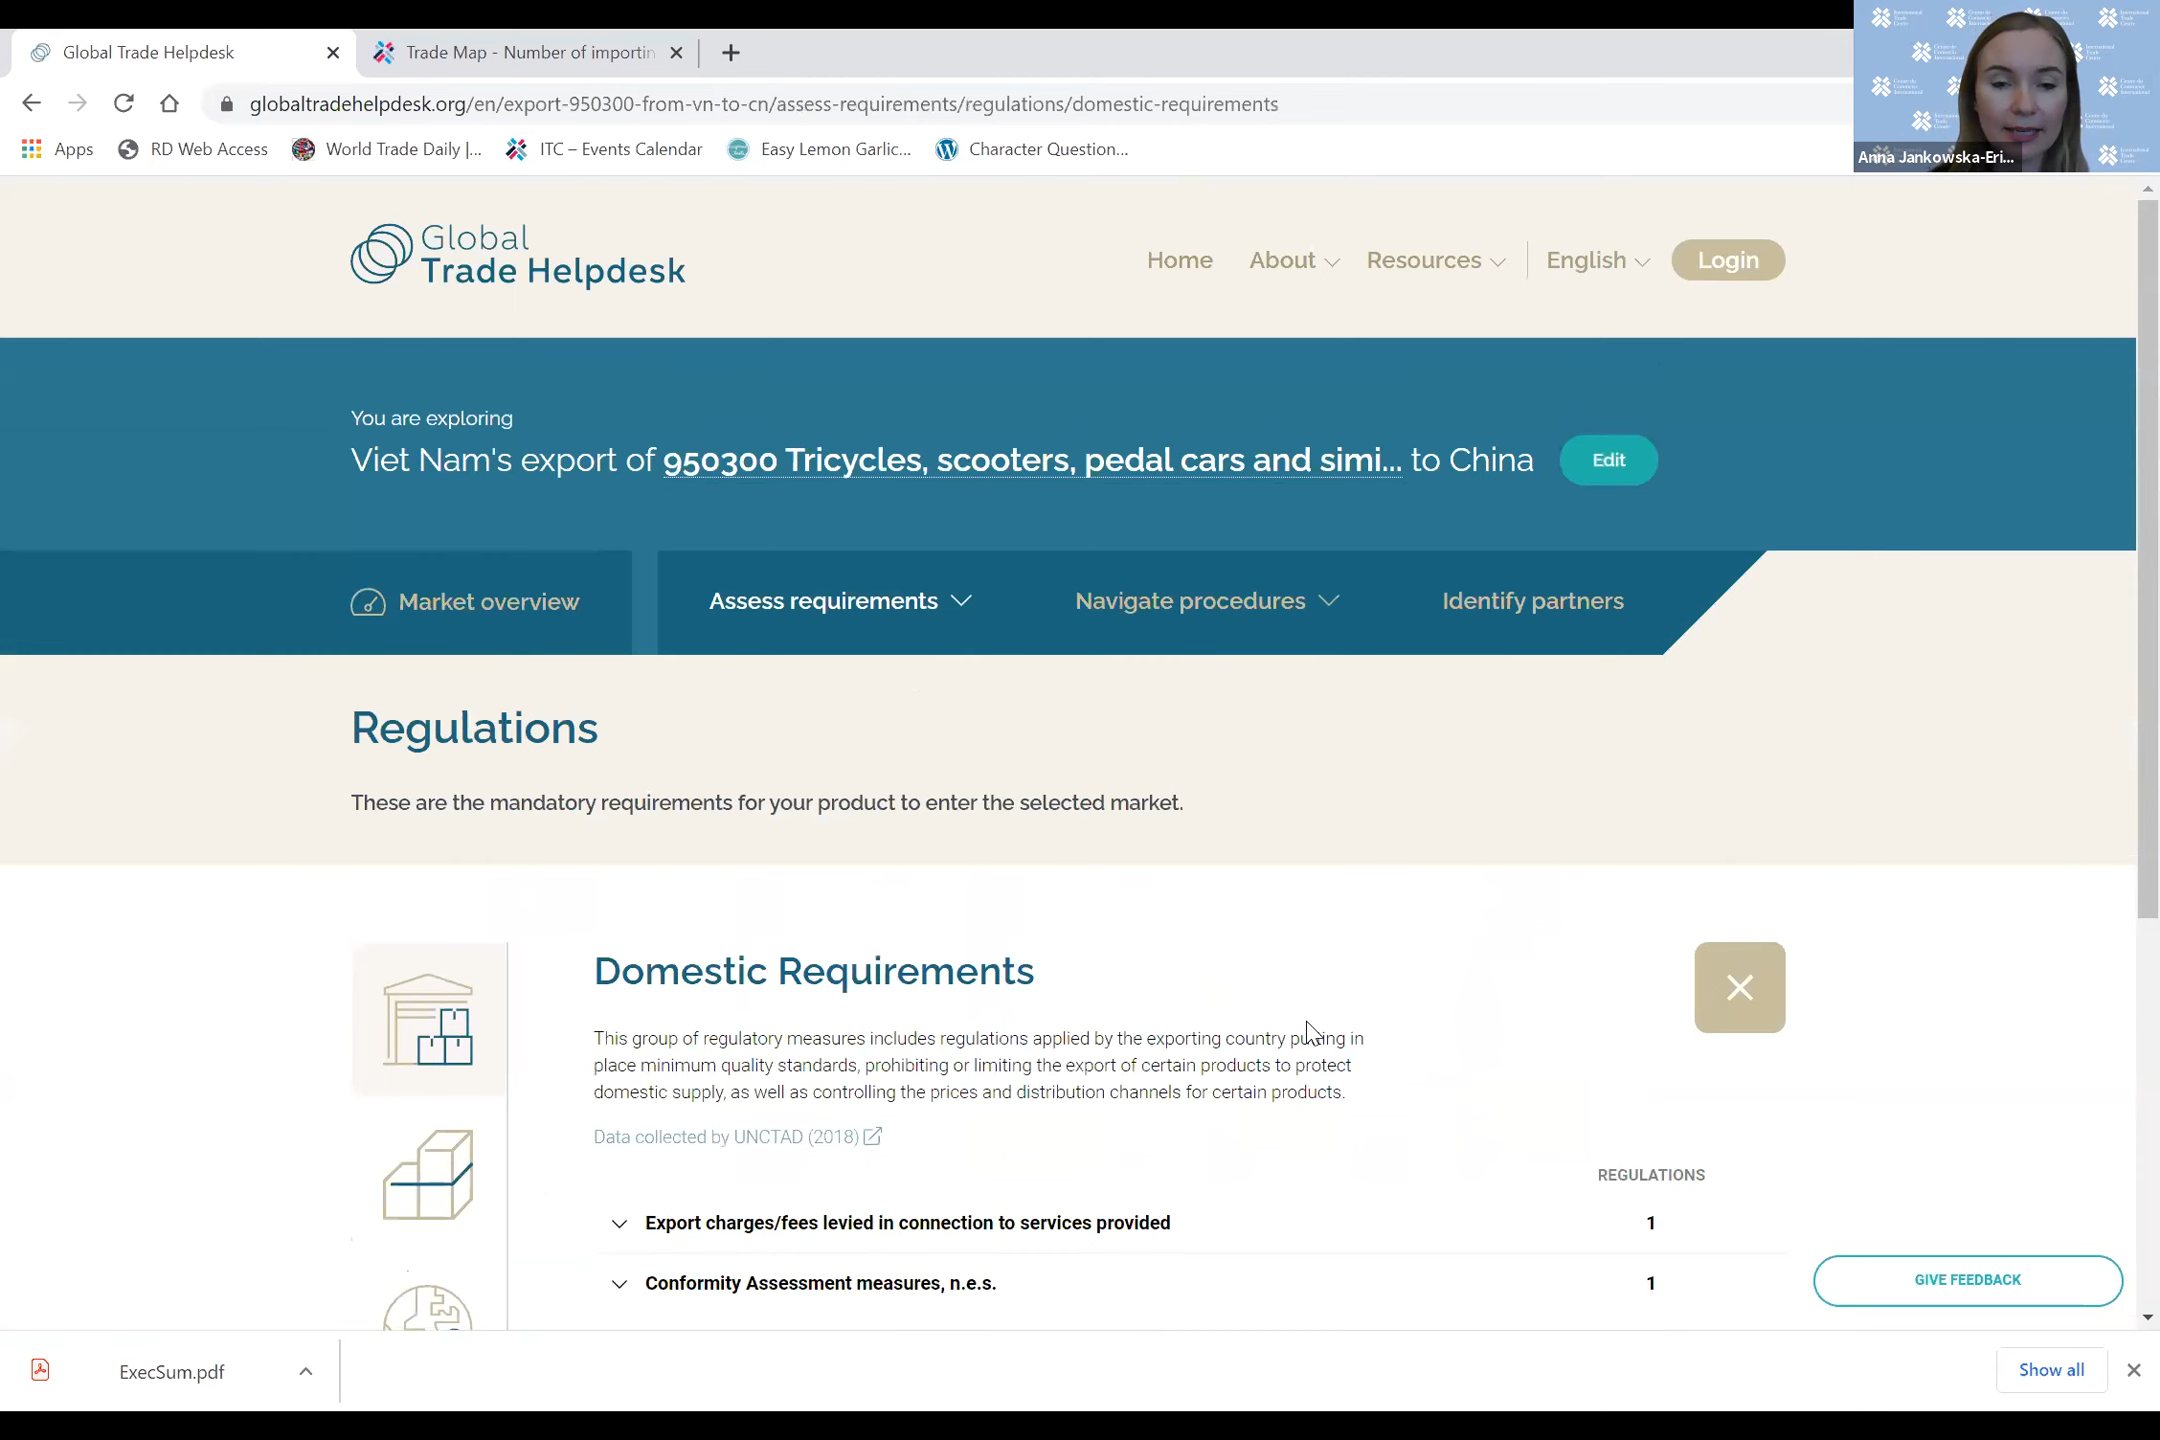 Global Trade Helpdesk
Trade Map - Number of importin
globaltradehelpdesk.org/en/export-950300-from-vn-to-cn/assess-requirements/regulations/domestic-requirements
Apps
RD Web Access
World Trade Daily |...
ITC – Events Calendar
Easy Lemon Garlic...
Character Question...
Anna Jankowska-Eri...
Global
Trade Helpdesk
Home
About
Resources
English
Login
You are exploring
Viet Nam's export of 950300 Tricycles, scooters, pedal cars and simi... to China
Edit
Market overview
Assess requirements
Navigate procedures
Identify partners
Regulations
These are the mandatory requirements for your product to enter the selected market.
Domestic Requirements
This group of regulatory measures includes regulations applied by the exporting country putting in
place minimum quality standards, prohibiting or limiting the export of certain products to protect
domestic supply, as well as controlling the prices and distribution channels for certain products.
Data collected by UNCTAD (2018)
REGULATIONS
Export charges/fees levied in connection to services provided 1
Conformity Assessment measures, n.e.s. 1
GIVE FEEDBACK
ExecSum.pdf
Show all